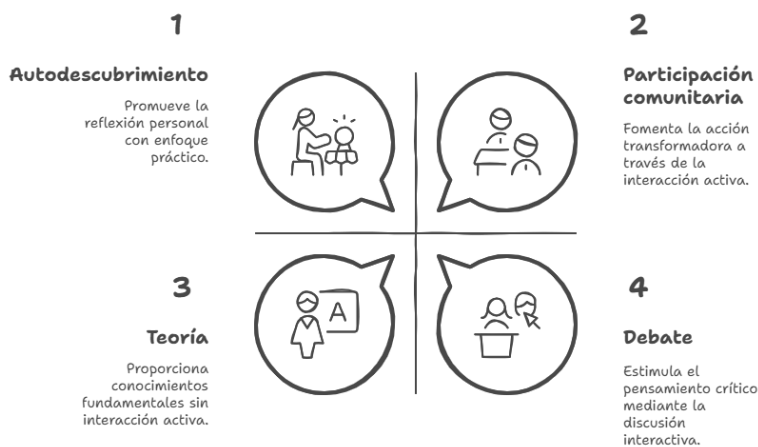 1
Autodescubrimiento
Promueve la
reflexión personal
con enfoque
práctico.
2
Participación
comunitaria
Fomenta la acción
transformadora a
través de la
interacción activa.
3
Teoría
Proporciona
conocimientos
fundamentales sin
interacción activa.
A
4
Debate
Estimula el
pensamiento crítico
mediante la
discusión
interactiva.